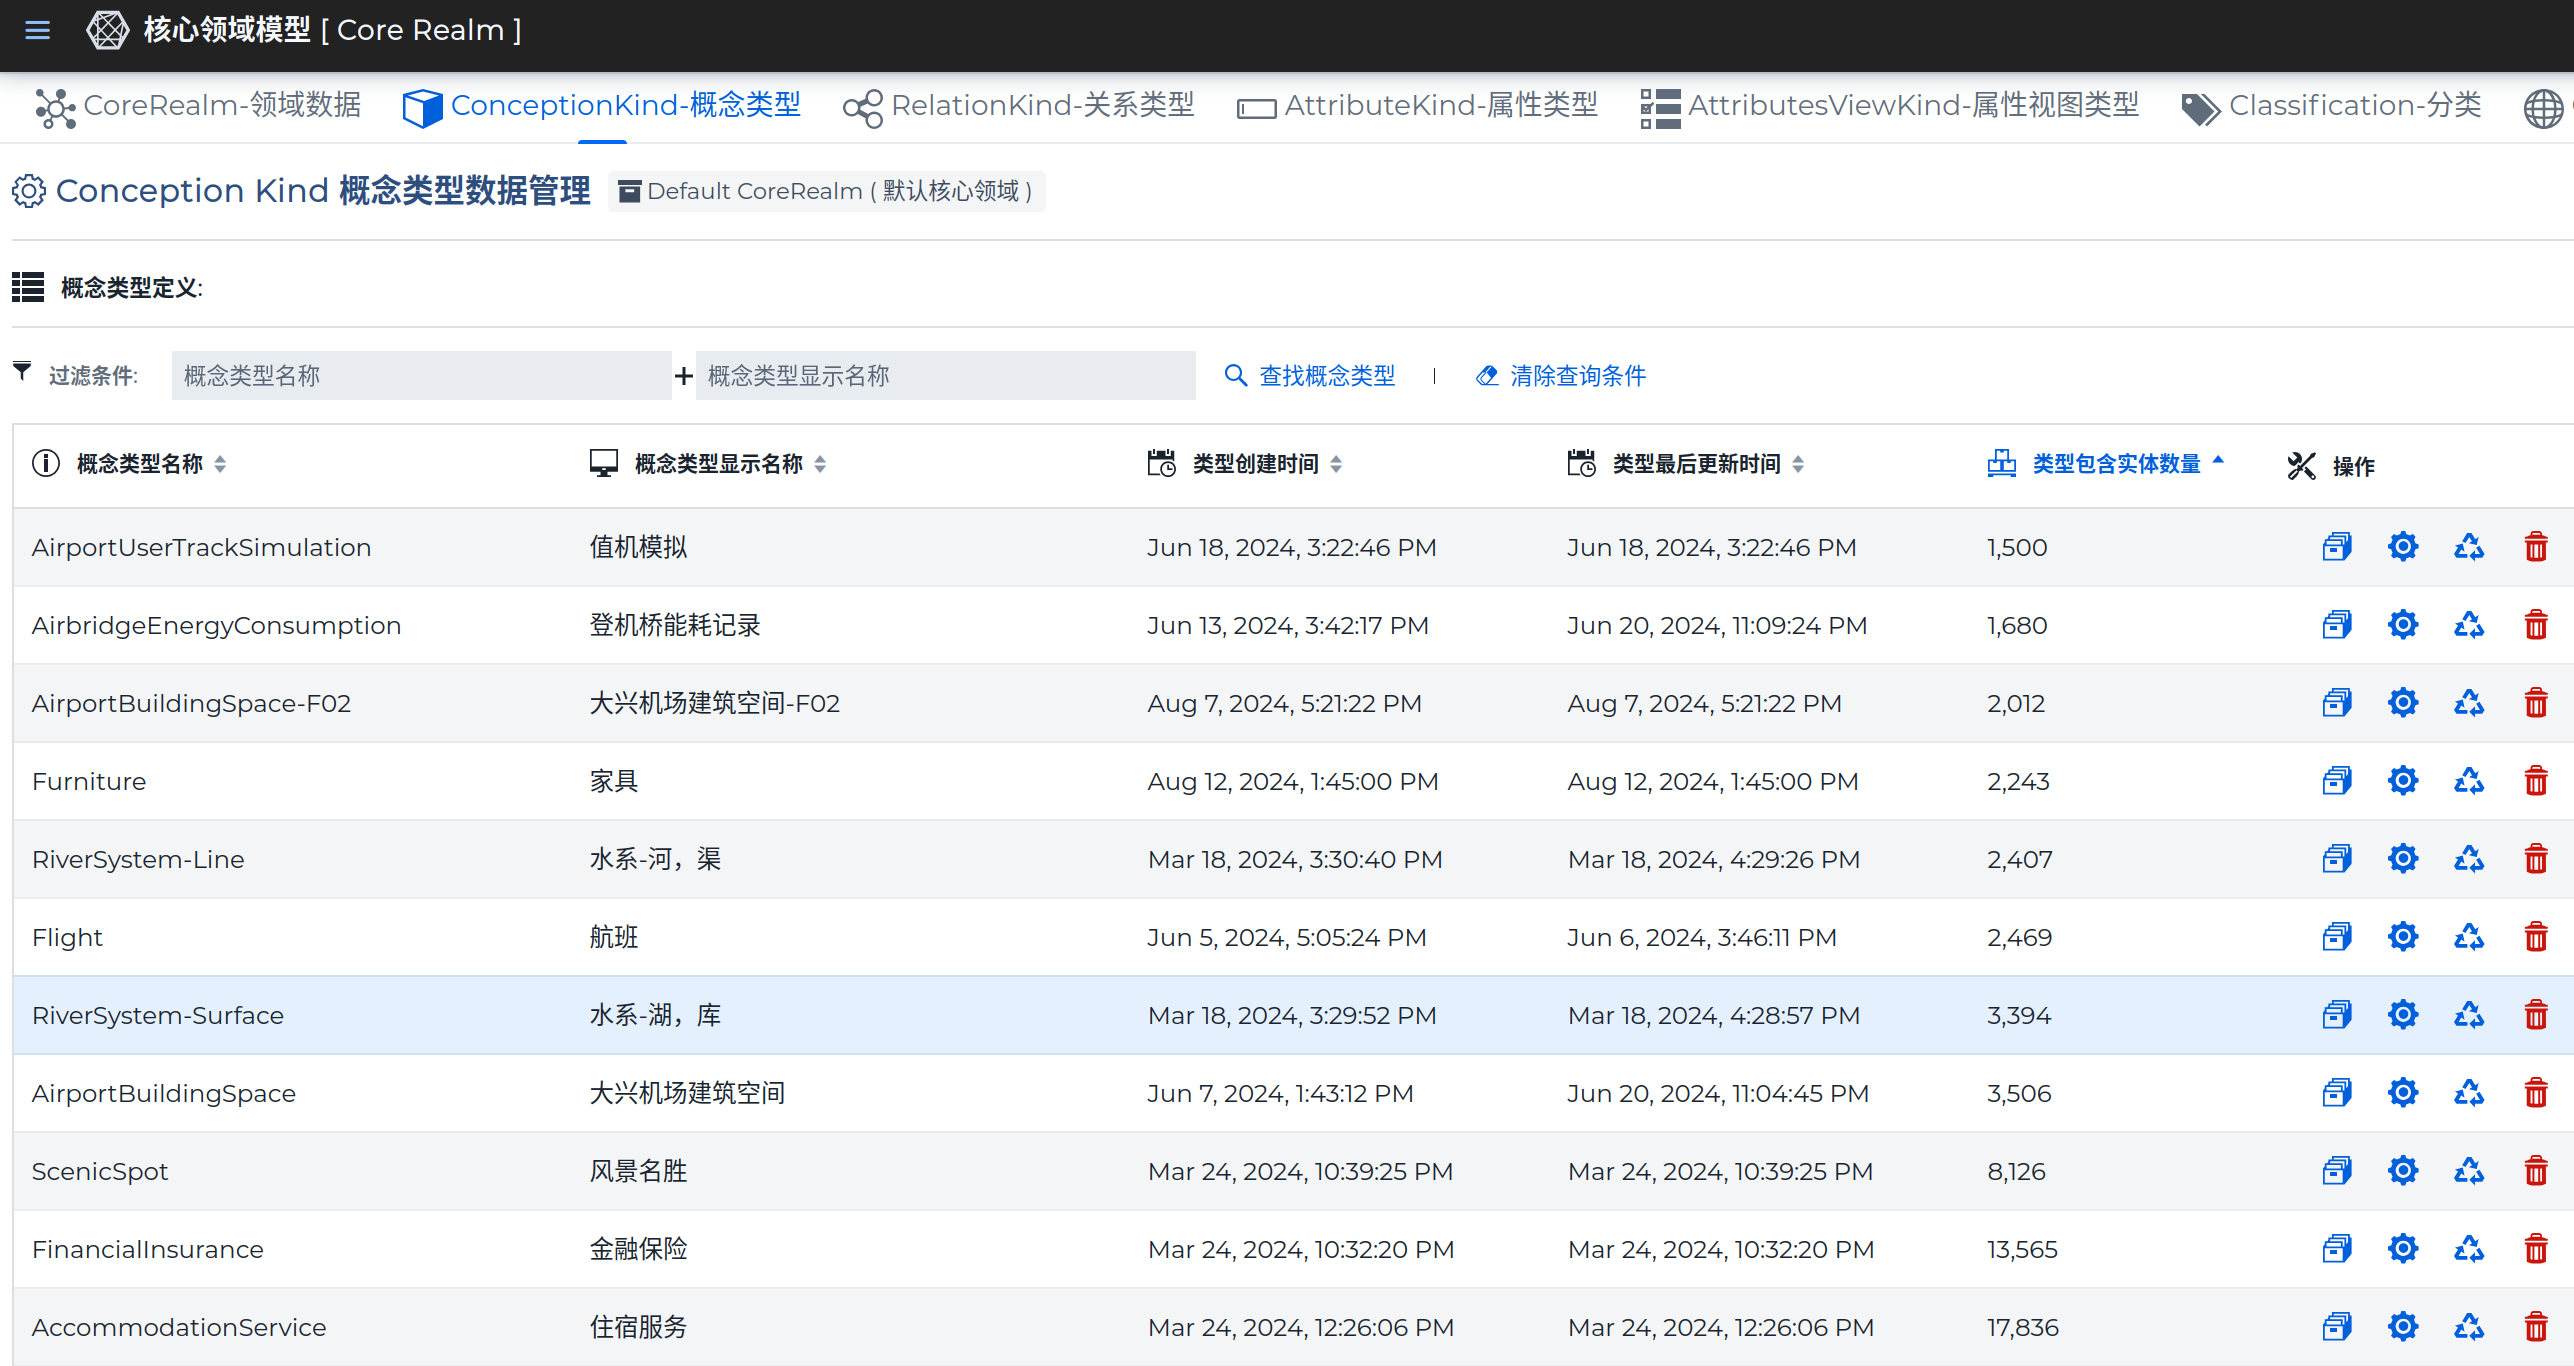 核心领域模型 [ Core Realm ]
CoreRealm-领域数据 ConceptionKind-概念类型 RelationKind-关系类型 AttributeKind-属性类型 AttributesViewKind-属性视图类型 Classification-分类
Conception Kind 概念类型数据管理 Default CoreRealm ( 默认核心领域 )
概念类型定义:
过滤条件: 概念类型名称 + 概念类型显示名称 查找概念类型 | 清除查询条件
概念类型名称 概念类型显示名称 类型创建时间 类型最后更新时间 类型包含实体数量 操作
AirportUserTrackSimulation 值机模拟 Jun 18, 2024, 3:22:46 PM Jun 18, 2024, 3:22:46 PM 1,500
AirbridgeEnergyConsumption 登机桥能耗记录 Jun 13, 2024, 3:42:17 PM Jun 20, 2024, 11:09:24 PM 1,680
AirportBuildingSpace-F02 大兴机场建筑空间-F02 Aug 7, 2024, 5:21:22 PM Aug 7, 2024, 5:21:22 PM 2,012
Furniture 家具 Aug 12, 2024, 1:45:00 PM Aug 12, 2024, 1:45:00 PM 2,243
RiverSystem-Line 水系-河，渠 Mar 18, 2024, 3:30:40 PM Mar 18, 2024, 4:29:26 PM 2,407
Flight 航班 Jun 5, 2024, 5:05:24 PM Jun 6, 2024, 3:46:11 PM 2,469
RiverSystem-Surface 水系-湖，库 Mar 18, 2024, 3:29:52 PM Mar 18, 2024, 4:28:57 PM 3,394
AirportBuildingSpace 大兴机场建筑空间 Jun 7, 2024, 1:43:12 PM Jun 20, 2024, 11:04:45 PM 3,506
ScenicSpot 风景名胜 Mar 24, 2024, 10:39:25 PM Mar 24, 2024, 10:39:25 PM 8,126
FinancialInsurance 金融保险 Mar 24, 2024, 10:32:20 PM Mar 24, 2024, 10:32:20 PM 13,565
AccommodationService 住宿服务 Mar 24, 2024, 12:26:06 PM Mar 24, 2024, 12:26:06 PM 17,836